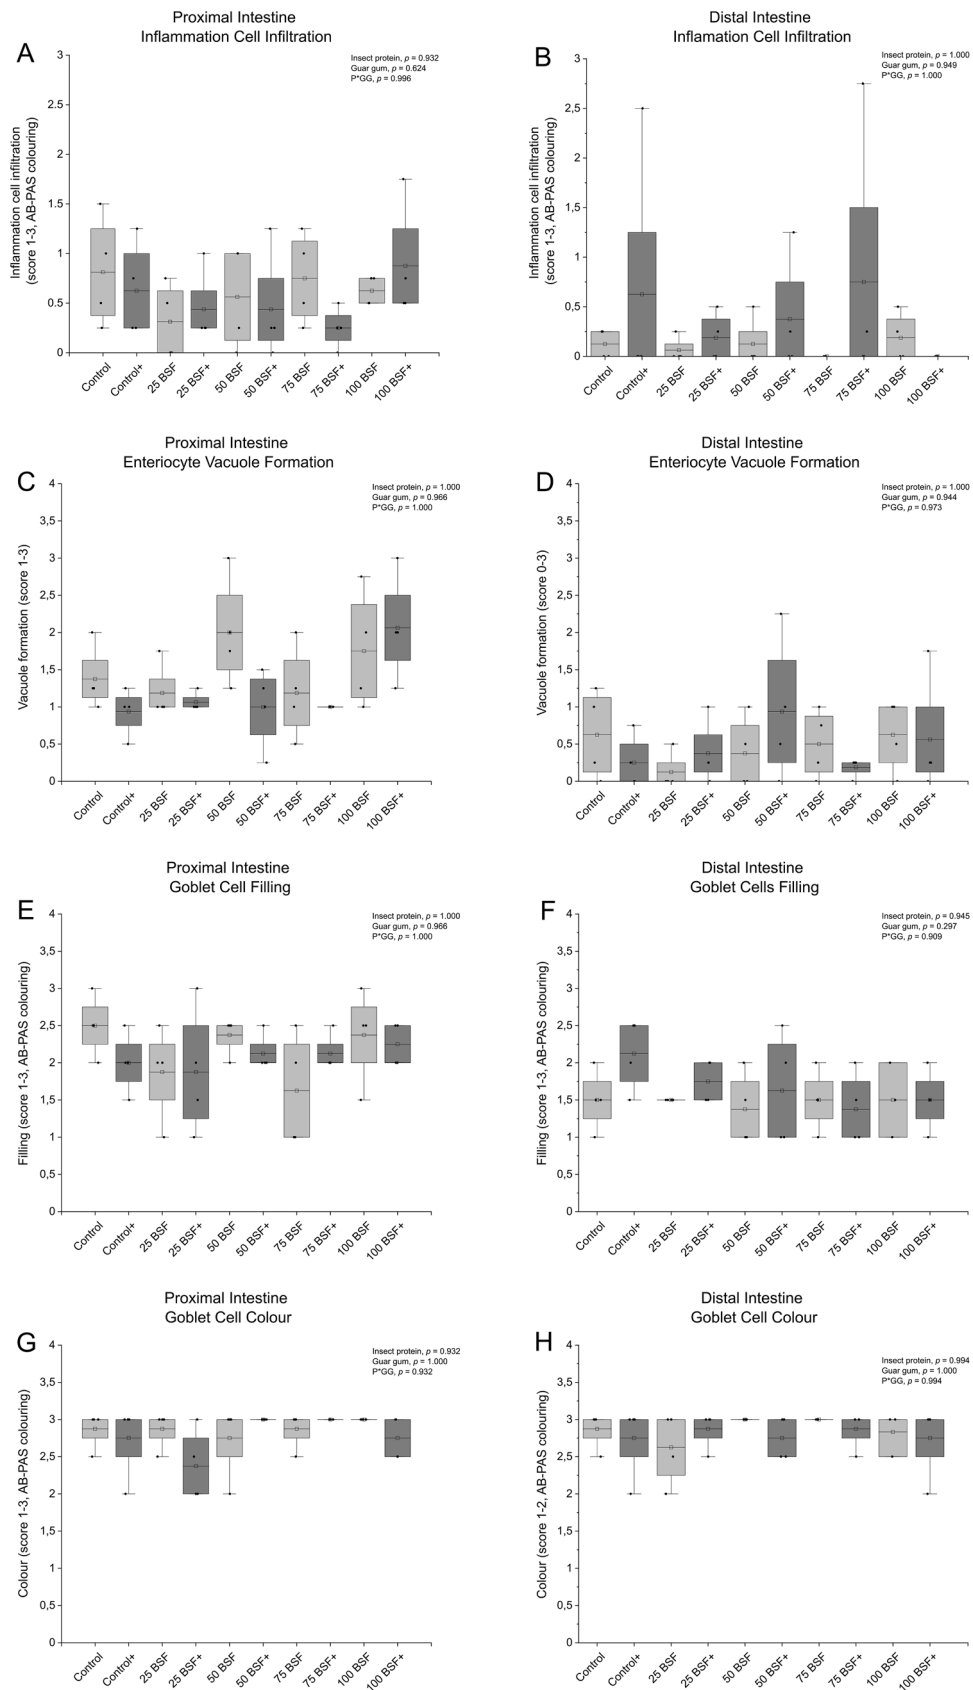 Proximal Intestine
Inflammation Cell Infiltration
A
Insect protein, p = 0.932
Guar gum, p = 0.624
P*GG, p = 0.996
Inflammation cell infiltration
(score 1-3, AB-PAS colouring)
3
2,5
2
1,5
1
0,5
0
Control
Control+
25 BSF
25 BSF+
50 BSF
50 BSF+
75 BSF
75 BSF+
100 BSF
100 BSF+
Distal Intestine
Inflamation Cell Infiltration
B
Insect protein, p = 1.000
Guar gum, p = 0.949
P*GG, p = 1.000
Inflammation cell infiltration
(score 1-3, AB-PAS colouring)
3
2,5
2
1,5
1
0,5
0
Control
Control+
25 BSF
25 BSF+
50 BSF
50 BSF+
75 BSF
75 BSF+
100 BSF
100 BSF+
Proximal Intestine
Enteriocyte Vacuole Formation
C
Insect protein, p = 1.000
Guar gum, p = 0.966
P*GG, p = 1.000
Vacuole formation (score 1-3)
4
3,5
3
2,5
2
1,5
1
0,5
0
Control
Control+
25 BSF
25 BSF+
50 BSF
50 BSF+
75 BSF
75 BSF+
100 BSF
100 BSF+
Distal Intestine
Enteriocyte Vacuole Formation
D
Insect protein, p = 1.000
Guar gum, p = 0.944
P*GG, p = 0.973
Vacuole formation (score 0-3)
4
3,5
3
2,5
2
1,5
1
0,5
0
Control
Control+
25 BSF
25 BSF+
50 BSF
50 BSF+
75 BSF
75 BSF+
100 BSF
100 BSF+
Proximal Intestine
Goblet Cell Filling
E
Insect protein, p = 1.000
Guar gum, p = 0.966
P*GG, p = 1.000
Filling (score 1-3, AB-PAS colouring)
4
3,5
3
2,5
2
1,5
1
0,5
0
Control
Control+
25 BSF
25 BSF+
50 BSF
50 BSF+
75 BSF
75 BSF+
100 BSF
100 BSF+
Distal Intestine
Goblet Cells Filling
F
Insect protein, p = 0.945
Guar gum, p = 0.297
P*GG, p = 0.909
Filling (score 1-3, AB-PAS colouring)
4
3,5
3
2,5
2
1,5
1
0,5
0
Control
Control+
25 BSF
25 BSF+
50 BSF
50 BSF+
75 BSF
75 BSF+
100 BSF
100 BSF+
Proximal Intestine
Goblet Cell Colour
G
Insect protein, p = 0.932
Guar gum, p = 1.000
P*GG, p = 0.932
Colour (score 1-3, AB-PAS colouring)
4
3,5
3
2,5
2
1,5
1
0,5
0
Control
Control+
25 BSF
25 BSF+
50 BSF
50 BSF+
75 BSF
75 BSF+
100 BSF
100 BSF+
Distal Intestine
Goblet Cell Colour
H
Insect protein, p = 0.994
Guar gum, p = 1.000
P*GG, p = 0.994
Colour (score 1-2, AB-PAS colouring)
4
3,5
3
2,5
2
1,5
1
0,5
0
Control
Control+
25 BSF
25 BSF+
50 BSF
50 BSF+
75 BSF
75 BSF+
100 BSF
100 BSF+